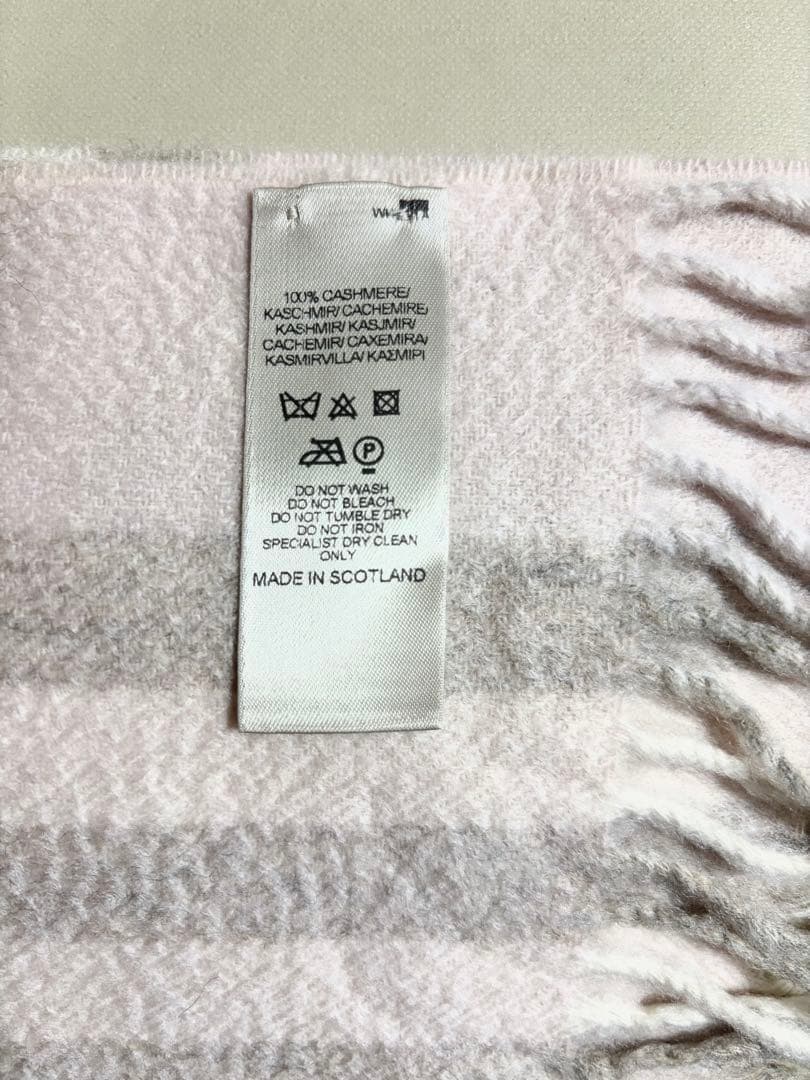 100% CASHMERE/
KASCHMIR/ CACHEMIRE/
KASHMIR/ KASJMIR/
CACHEMIR/ CAXEMIRA/
KASMIRVILLA/ ΚΑΣΜΙΡΙ
P
DO NOT WASH
DO NOT BLEACH
DO NOT TUMBLE DRY
DO NOT IRON
SPECIALIST DRY CLEAN
ONLY
MADE IN SCOTLAND